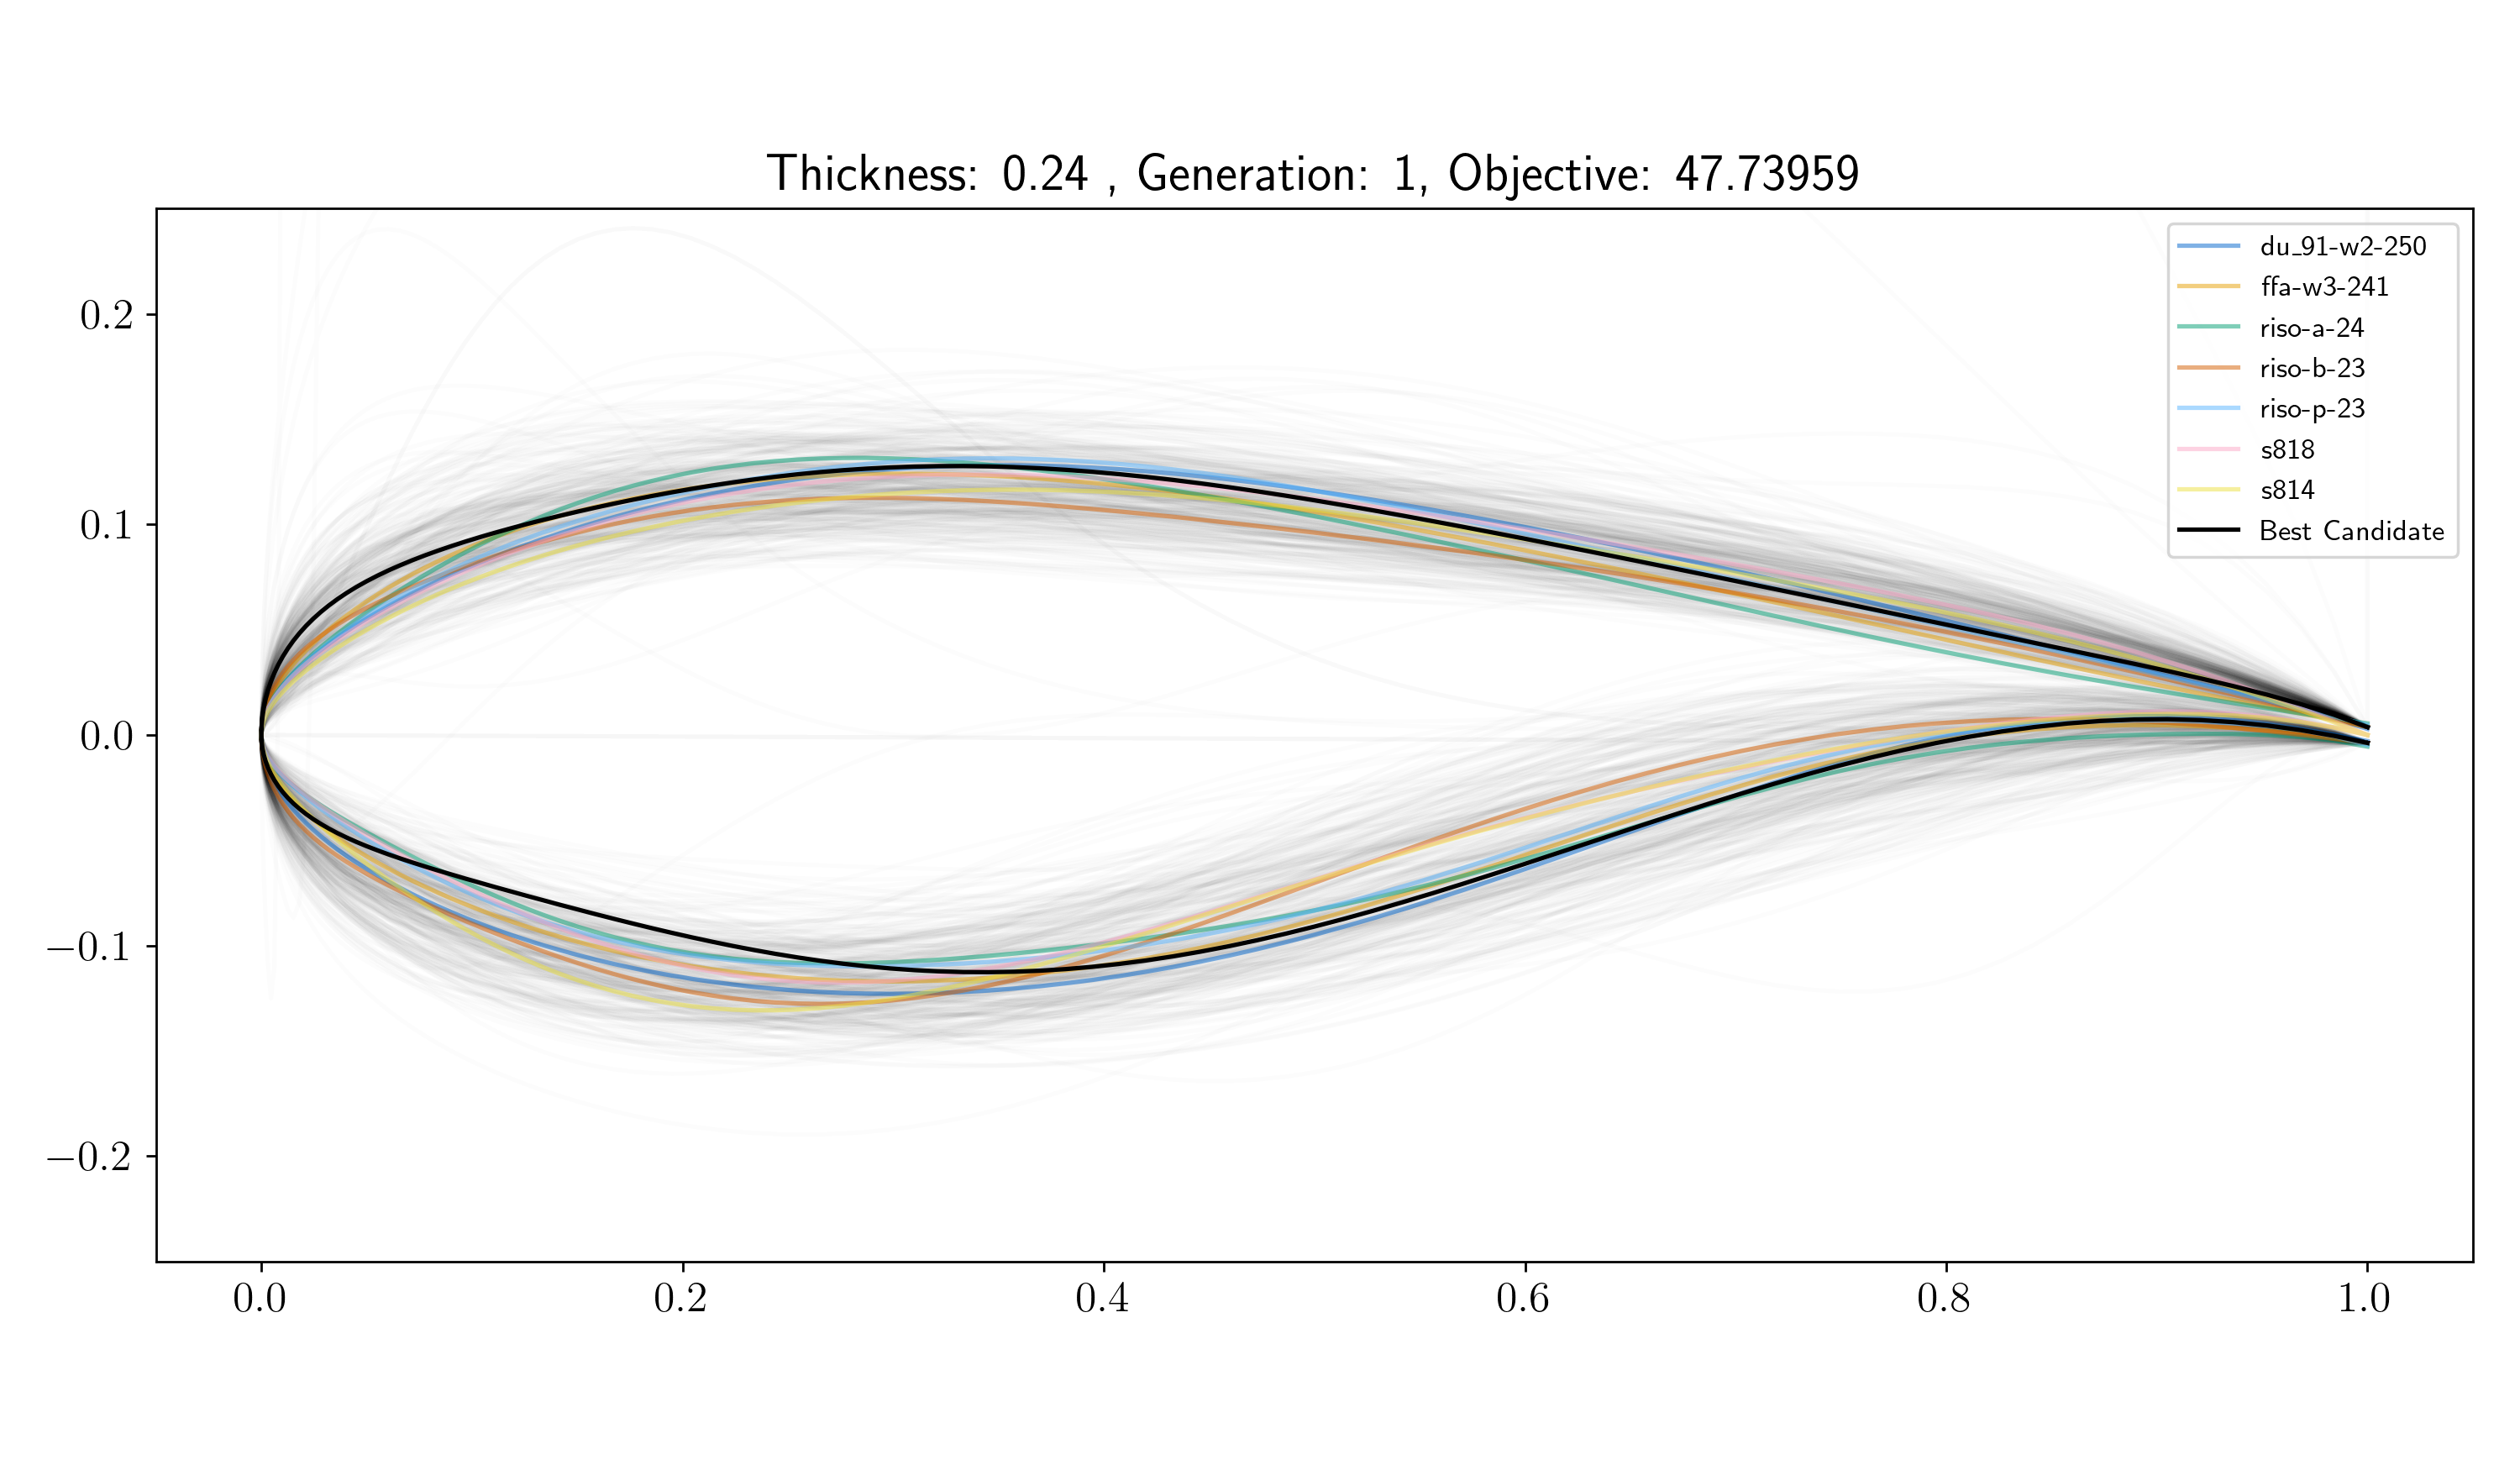 Thickness: 0.24 , Generation: 1, Objective: 47.73959
du_91-w2-250
ffa-w3-241
riso-a-24
riso-b-23
riso-p-23
s818
s814
Best Candidate
0.2
0.1
0.0
−0.1
−0.2
0.0 0.2 0.4 0.6 0.8 1.0